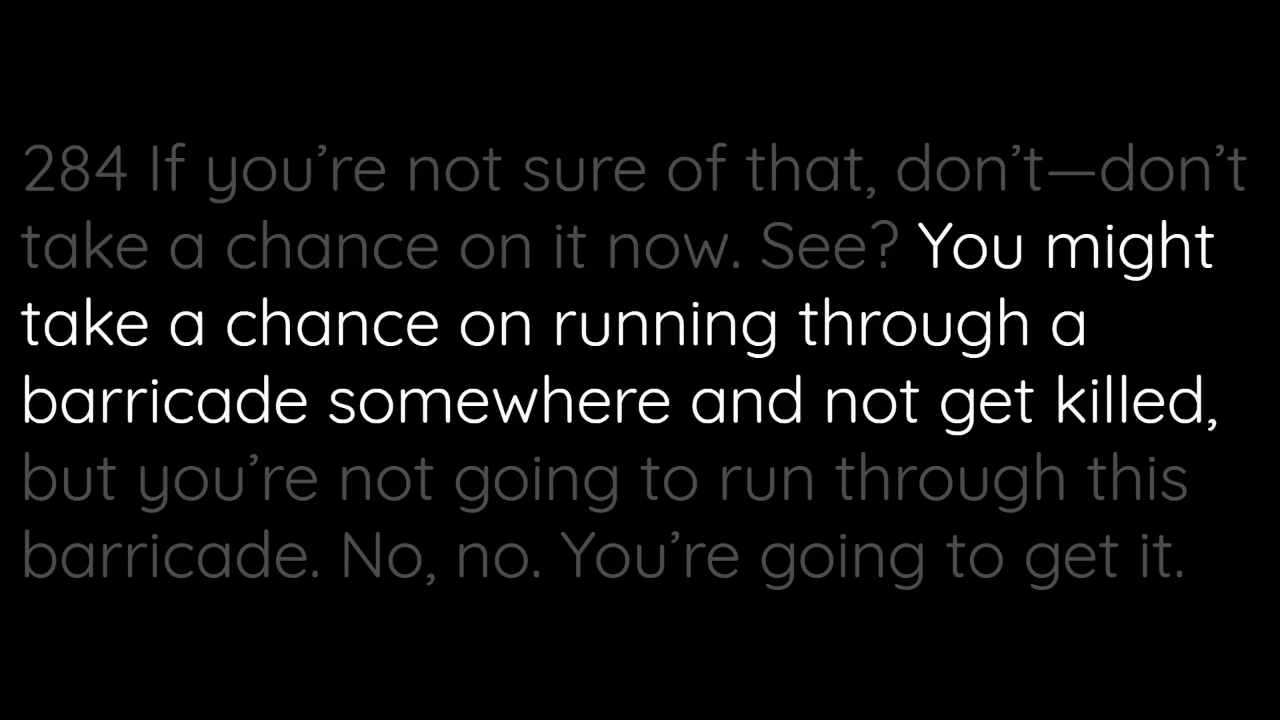 284 If you’re not sure of that, don’t—don’t
take a chance on it now. See? You might
take a chance on running through a
barricade somewhere and not get killed,
but you’re not going to run through this
barricade. No, no. You’re going to get it.